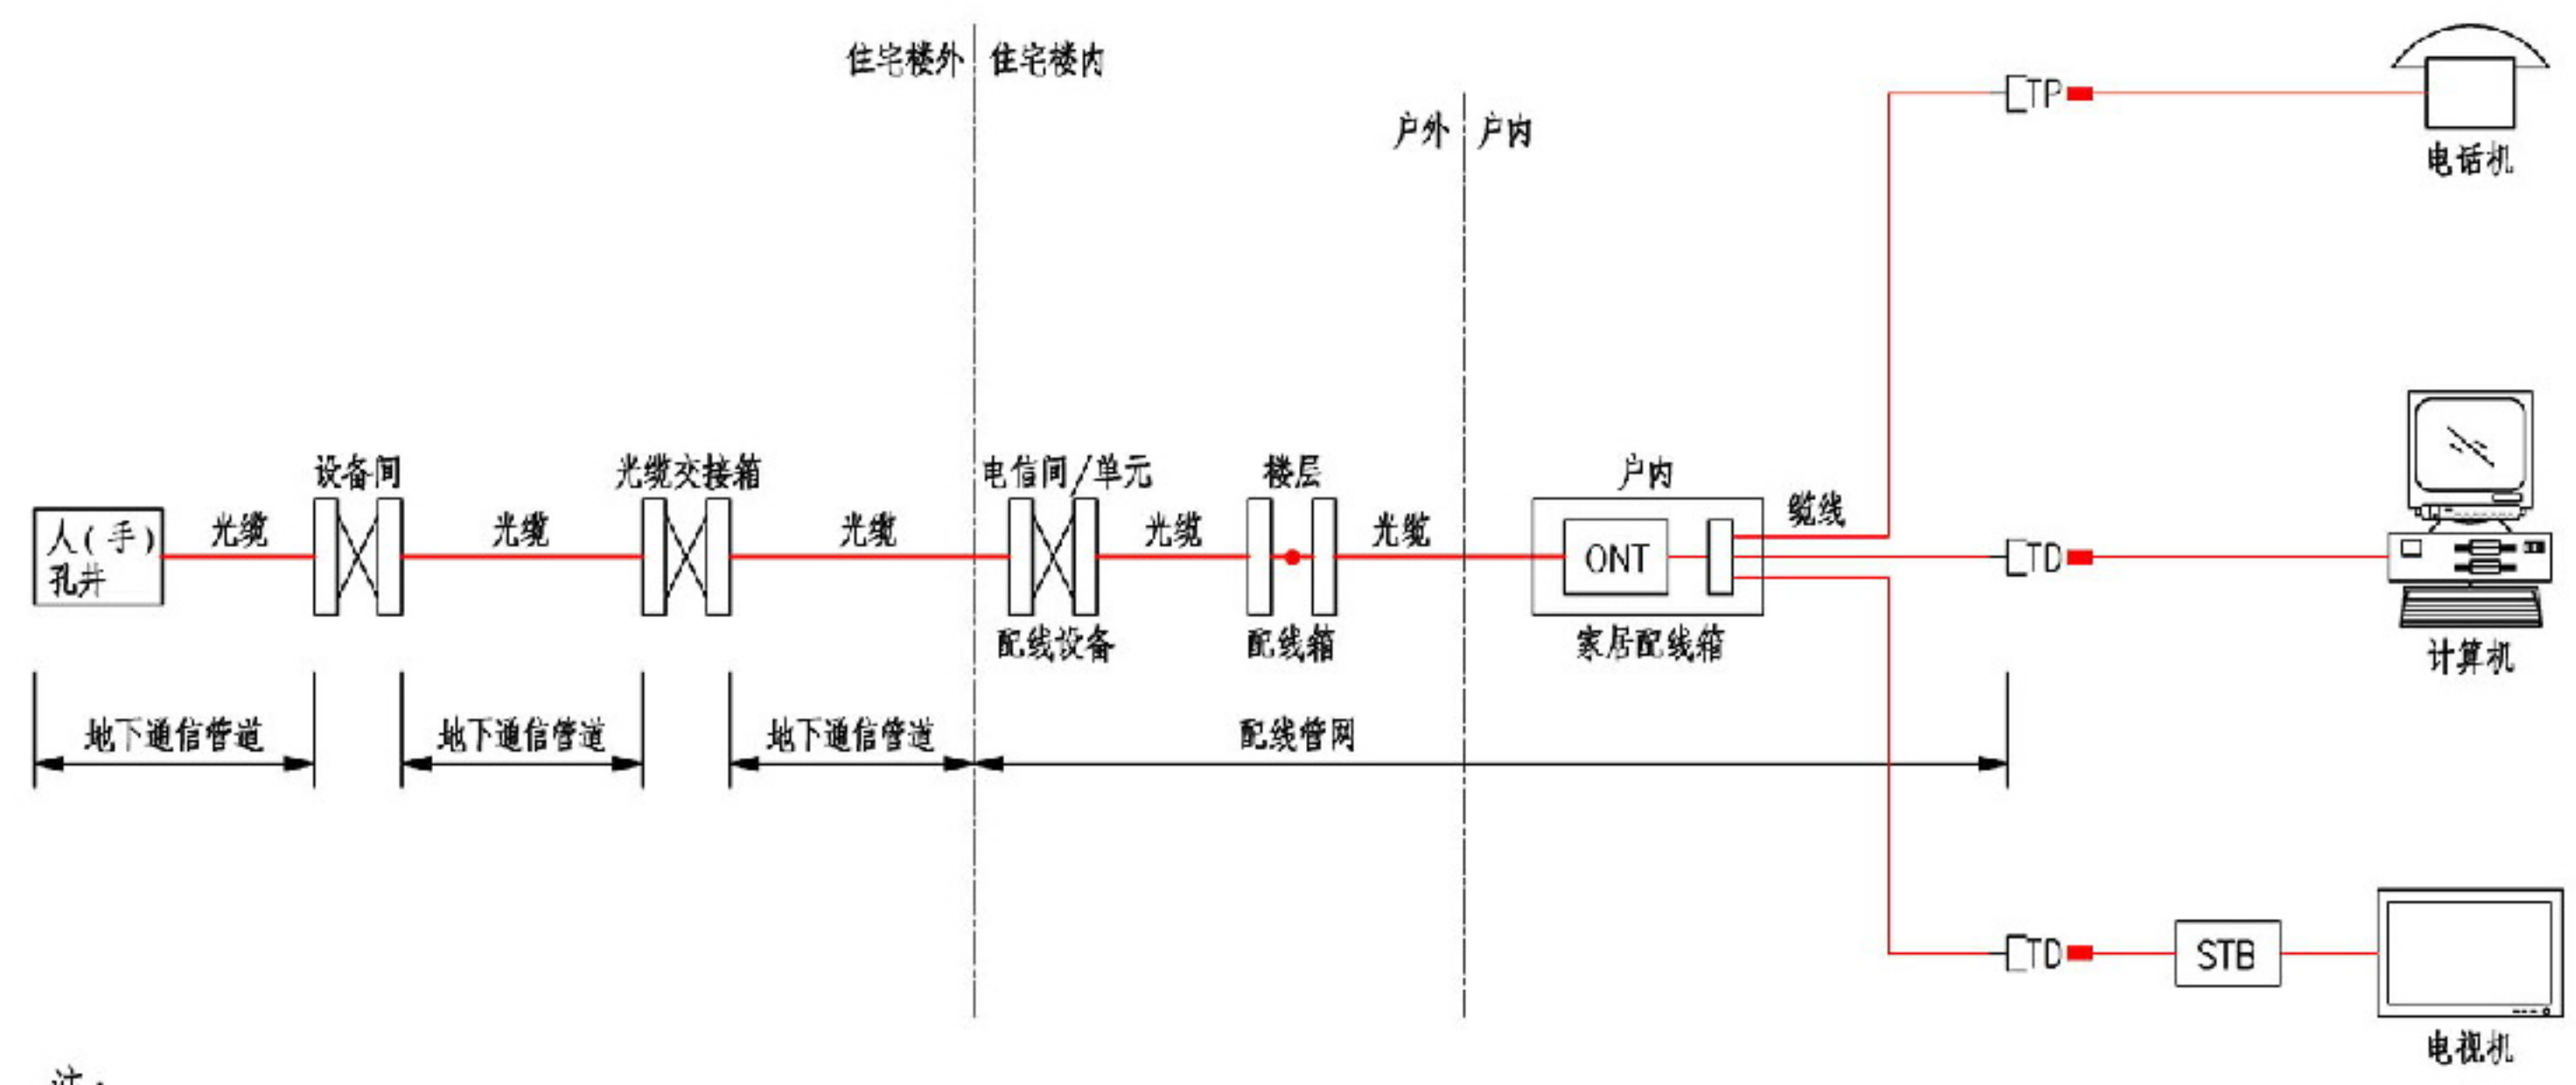 住宅楼外
住宅楼内
户外
户内
TP
电话机
设备间
光缆交接箱
电信间/单元
楼层
户内
人(手)
孔井
光缆
光缆
光缆
光缆
光缆
ONT
缆线
TD
配线设备
配线箱
家居配线箱
计算机
地下通信管道
地下通信管道
地下通信管道
配线管网
TD
STB
电视机
注: